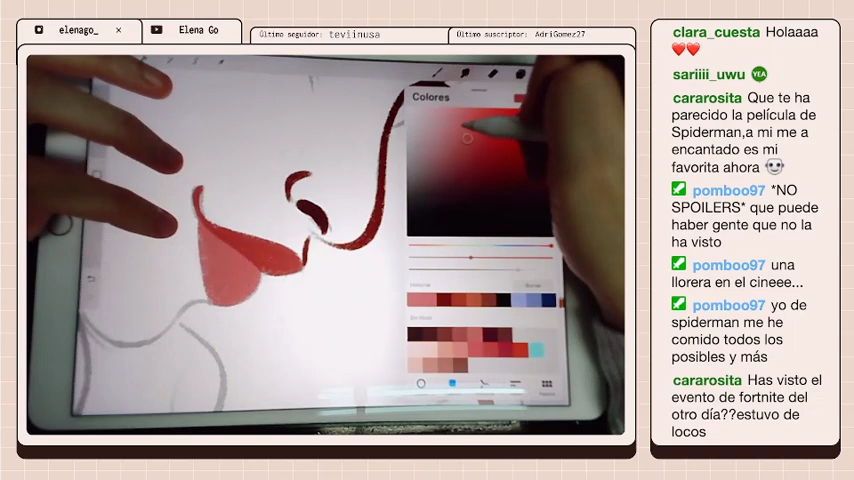 elenago_ ×
Elena Go
Último seguidor: teviinusa
Último suscriptor: AdriGomez27
Colores
Historial
Borrar
clara_cuesta Holaaaa
sariiii_uwu YEA
cararosita Que te ha
parecido la película de
Spiderman,a mi me a
encantado es mi
favorita ahora
pomboo97 *NO
SPOILERS* que puede
haber gente que no la
ha visto
pomboo97 una
llorera en el cineee...
pomboo97 yo de
spiderman me he
comido todos los
posibles y más
cararosita Has visto el
evento de fortnite del
otro día??estuvo de
locos